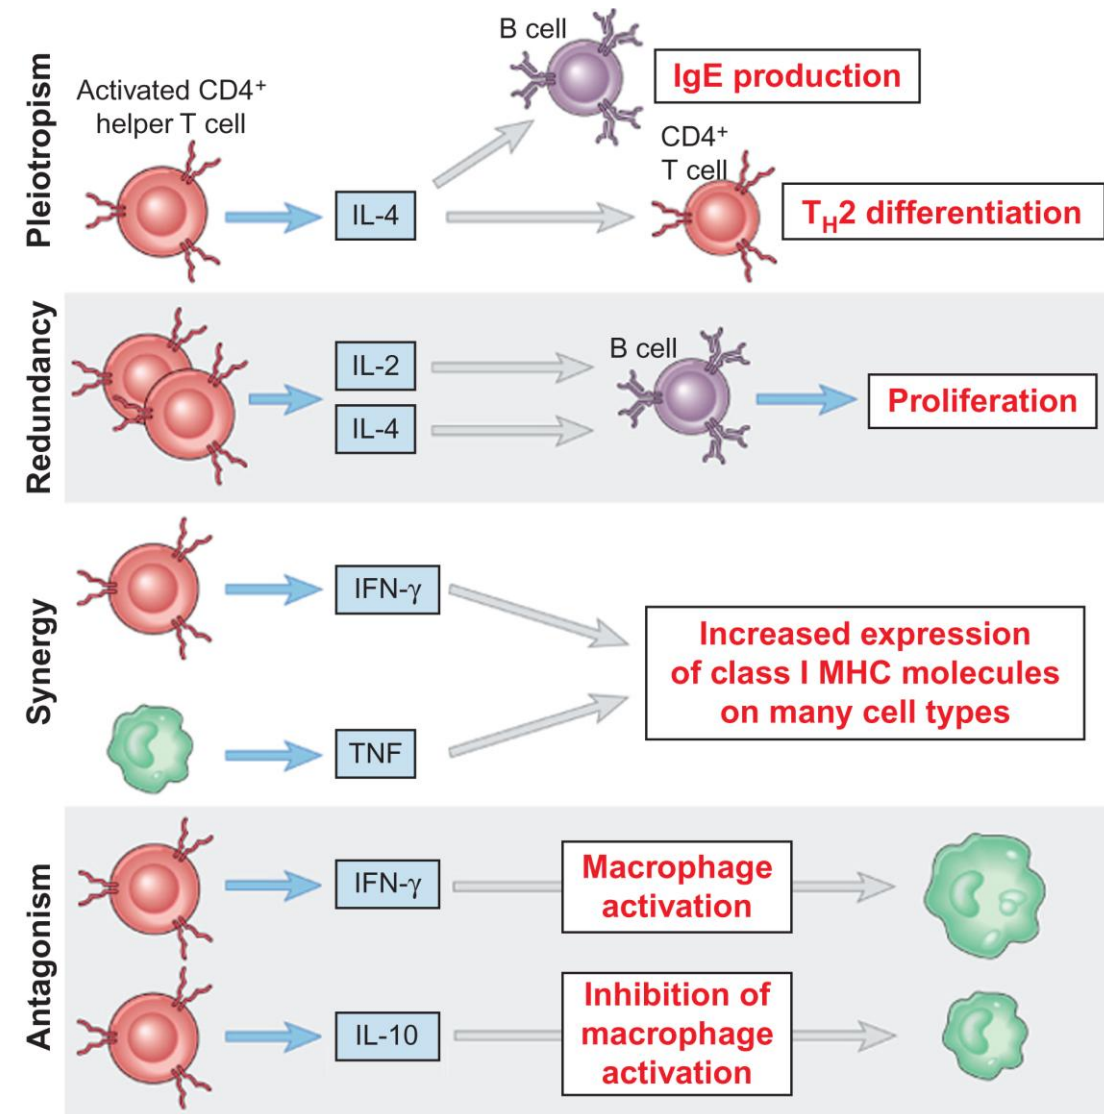 Pleiotropism
Activated CD4⁺
helper T cell
IL-4
B cell
IgE production
CD4⁺
T cell
T_H2 differentiation
Redundancy
IL-2
IL-4
B cell
Proliferation
Synergy
IFN-γ
TNF
Increased expression
of class I MHC molecules
on many cell types
Antagonism
IFN-γ
Macrophage
activation
IL-10
Inhibition of
macrophage
activation